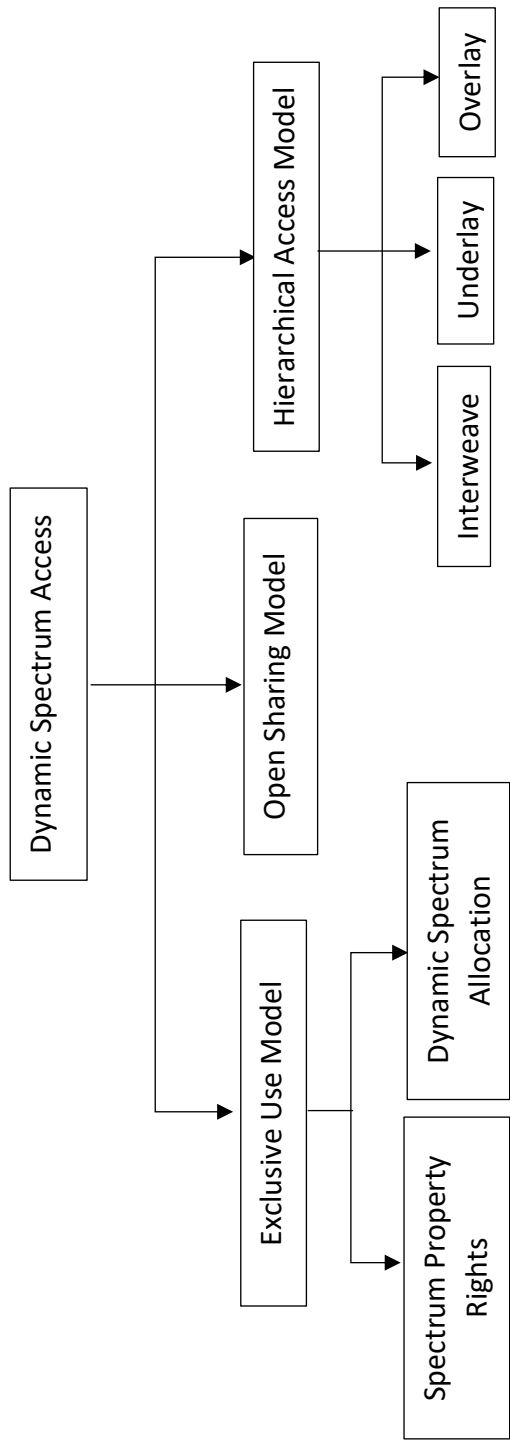 Dynamic Spectrum Access
Exclusive Use Model
Open Sharing Model
Hierarchical Access Model
Spectrum Property
Rights
Dynamic Spectrum
Allocation
Interweave
Underlay
Overlay